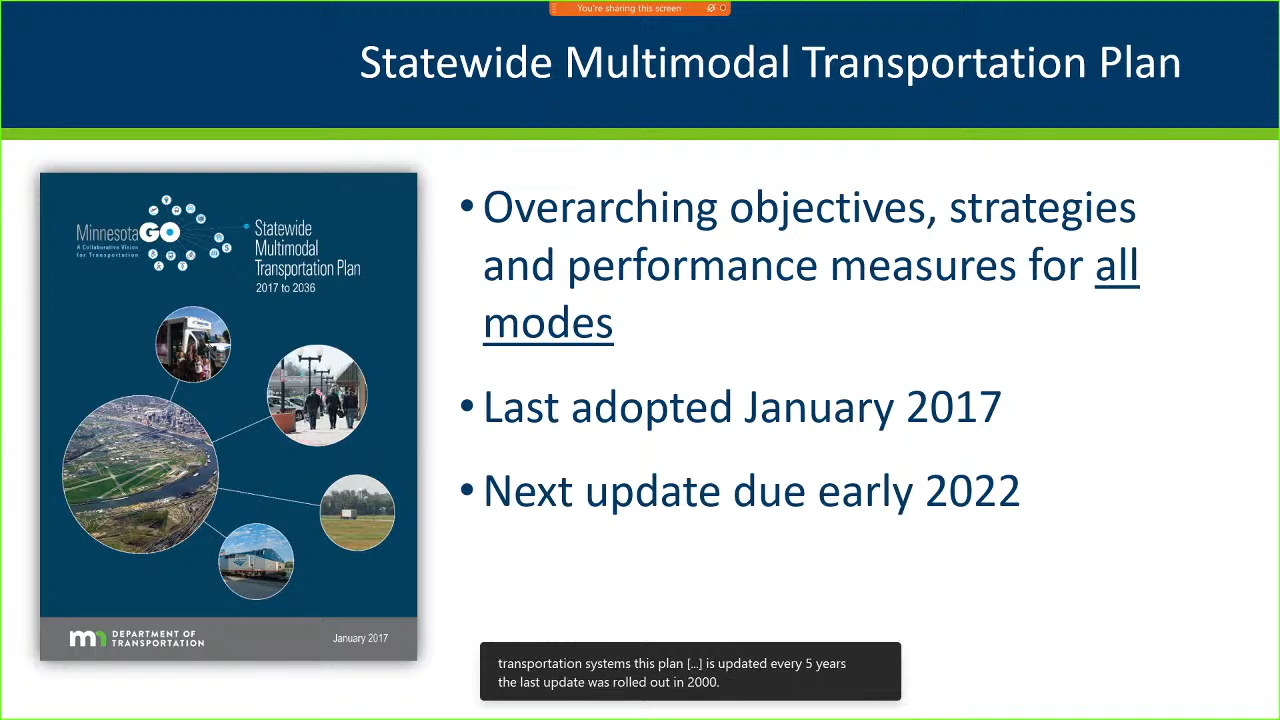 You're sharing this screen
Statewide Multimodal Transportation Plan
MinnesotaGO
A Collaborative Vision
for Transportation
Statewide
Multimodal
Transportation Plan
2017 to 2036
DEPARTMENT OF
TRANSPORTATION
January 2017
• Overarching objectives, strategies
and performance measures for all
modes
• Last adopted January 2017
• Next update due early 2022
transportation systems this plan [...] is updated every 5 years
the last update was rolled out in 2000.